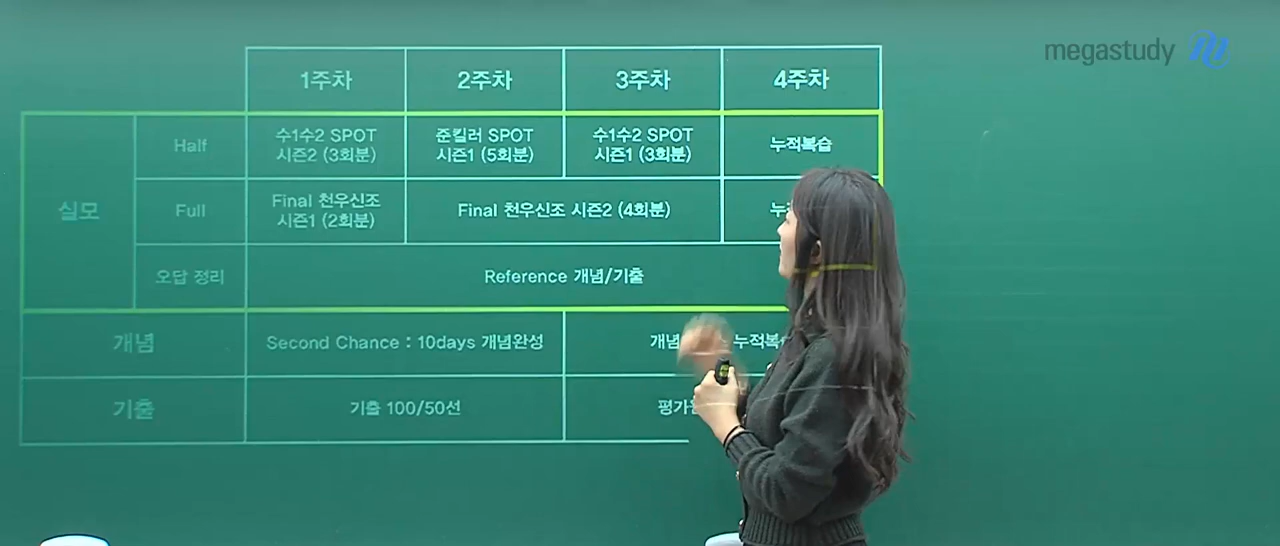 megastudy
1주차 2주차 3주차 4주차
실모
Half
수1수2 SPOT
시즌2 (3회분)
준킬러 SPOT
시즌1 (5회분)
수1수2 SPOT
시즌1 (3회분)
누적복습
Full
Final 천우신조
시즌1 (2회분)
Final 천우신조 시즌2 (4회분)
오답 정리
Reference 개념/기출
개념
Second Chance : 10days 개념완성
개념
누적복습
기출
기출 100/50선